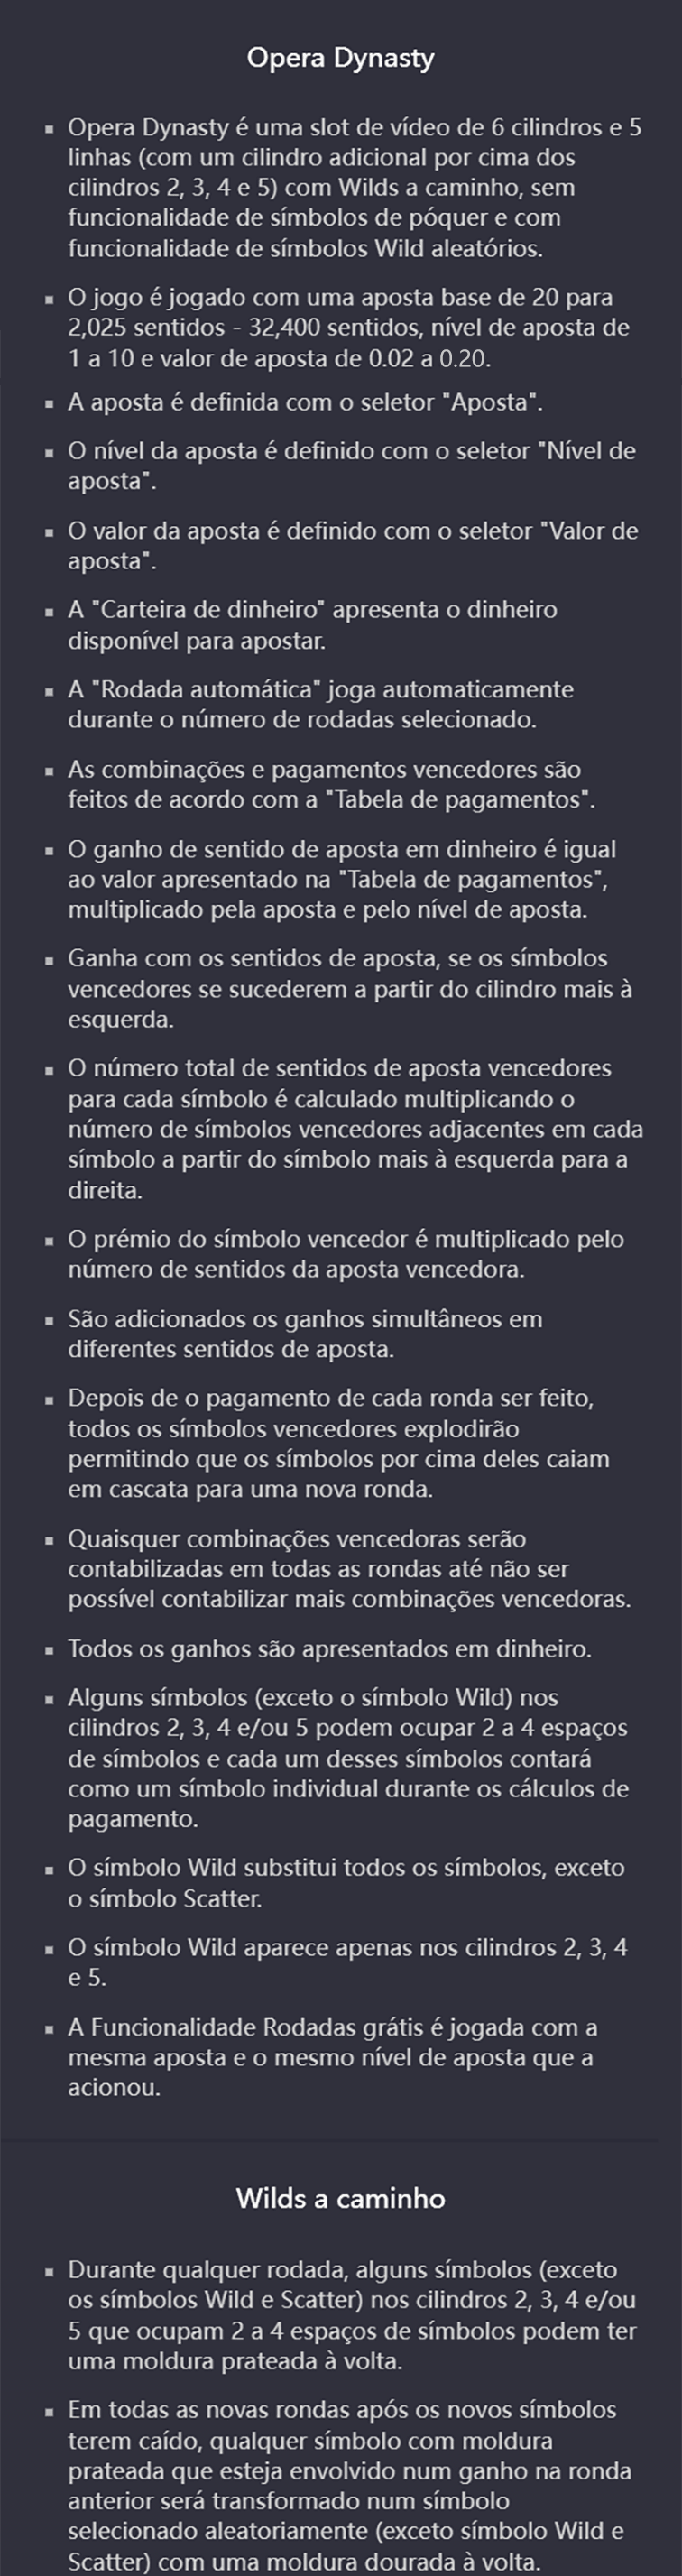 Opera Dynasty
▪ Opera Dynasty é uma slot de vídeo de 6 cilindros e 5
linhas (com um cilindro adicional por cima dos
cilindros 2, 3, 4 e 5) com Wilds a caminho, sem
funcionalidade de símbolos de póquer e com
funcionalidade de símbolos Wild aleatórios.
▪ O jogo é jogado com uma aposta base de 20 para
2,025 sentidos - 32,400 sentidos, nível de aposta de
1 a 10 e valor de aposta de 0.02 a 0.20.
▪ A aposta é definida com o seletor "Aposta".
▪ O nível da aposta é definido com o seletor "Nível de
aposta".
▪ O valor da aposta é definido com o seletor "Valor de
aposta".
▪ A "Carteira de dinheiro" apresenta o dinheiro
disponível para apostar.
▪ A "Rodada automática" joga automaticamente
durante o número de rodadas selecionado.
▪ As combinações e pagamentos vencedores são
feitos de acordo com a "Tabela de pagamentos".
▪ O ganho de sentido de aposta em dinheiro é igual
ao valor apresentado na "Tabela de pagamentos",
multiplicado pela aposta e pelo nível de aposta.
▪ Ganha com os sentidos de aposta, se os símbolos
vencedores se sucederem a partir do cilindro mais à
esquerda.
▪ O número total de sentidos de aposta vencedores
para cada símbolo é calculado multiplicando o
número de símbolos vencedores adjacentes em cada
símbolo a partir do símbolo mais à esquerda para a
direita.
▪ O prémio do símbolo vencedor é multiplicado pelo
número de sentidos da aposta vencedora.
▪ São adicionados os ganhos simultâneos em
diferentes sentidos de aposta.
▪ Depois de o pagamento de cada ronda ser feito,
todos os símbolos vencedores explodirão
permitindo que os símbolos por cima deles caiam
em cascata para uma nova ronda.
▪ Quaisquer combinações vencedoras serão
contabilizadas em todas as rondas até não ser
possível contabilizar mais combinações vencedoras.
▪ Todos os ganhos são apresentados em dinheiro.
▪ Alguns símbolos (exceto o símbolo Wild) nos
cilindros 2, 3, 4 e/ou 5 podem ocupar 2 a 4 espaços
de símbolos e cada um desses símbolos contará
como um símbolo individual durante os cálculos de
pagamento.
▪ O símbolo Wild substitui todos os símbolos, exceto
o símbolo Scatter.
▪ O símbolo Wild aparece apenas nos cilindros 2, 3, 4
e 5.
▪ A Funcionalidade Rodadas grátis é jogada com a
mesma aposta e o mesmo nível de aposta que a
acionou.
Wilds a caminho
▪ Durante qualquer rodada, alguns símbolos (exceto
os símbolos Wild e Scatter) nos cilindros 2, 3, 4 e/ou
5 que ocupam 2 a 4 espaços de símbolos podem ter
uma moldura prateada à volta.
▪ Em todas as novas rondas após os novos símbolos
terem caído, qualquer símbolo com moldura
prateada que esteja envolvido num ganho na ronda
anterior será transformado num símbolo
selecionado aleatoriamente (exceto símbolo Wild e
Scatter) com uma moldura dourada à volta.